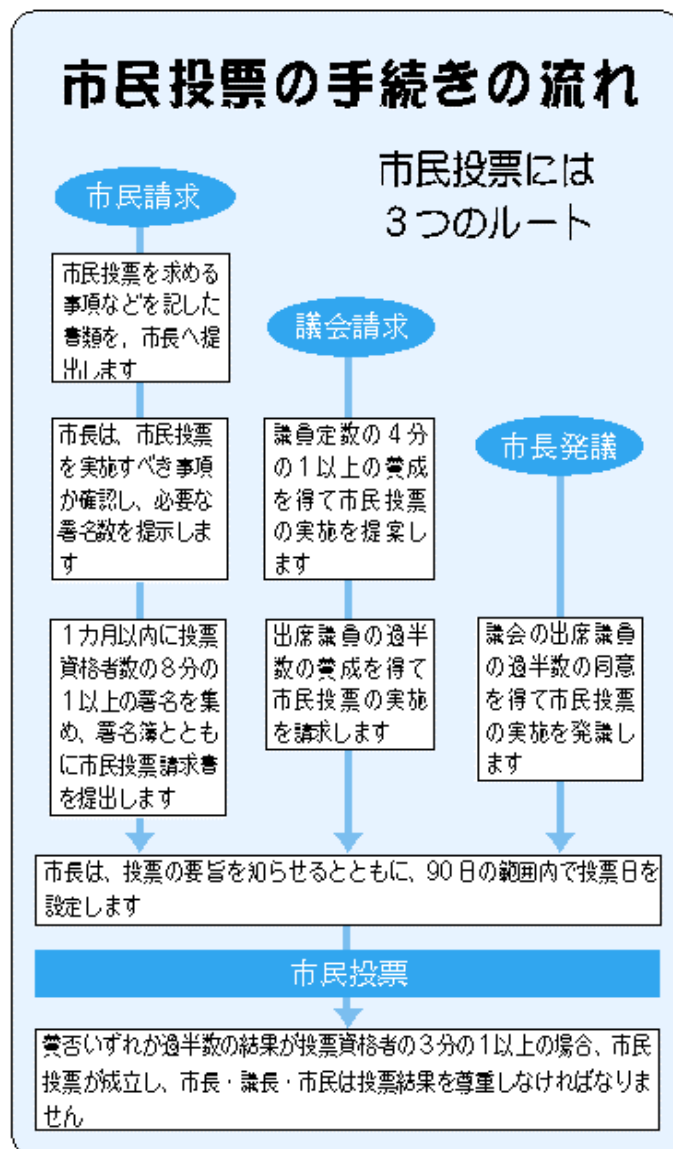 市民投票の手続きの流れ
市民投票には
3つのルート
市民請求
市民投票を求める
事項などを記した
書類を，市長へ提
出します
市長は、市民投票
を実施すべき事項
か確認し、必要な
署名数を提示しま
す
1カ月以内に投票
資格者数の8分の
1以上の署名を集
め、署名簿ととも
に市民投票請求書
を提出します
議会請求
議員定数の4分
の1以上の賛成
を得て市民投票
の実施を提案し
ます
出席議員の過半
数の賛成を得て
市民投票の実施
を請求します
市長発議
議会の出席議員
の過半数の同意
を得て市民投票
の実施を発議し
ます
市長は、投票の要旨を知らせるとともに、90日の範囲内で投票日を
設定します
市民投票
賛否いずれか過半数の結果が投票資格者の3分の1以上の場合、市民
投票が成立し、市長・議長・市民は投票結果を尊重しなければなりま
せん